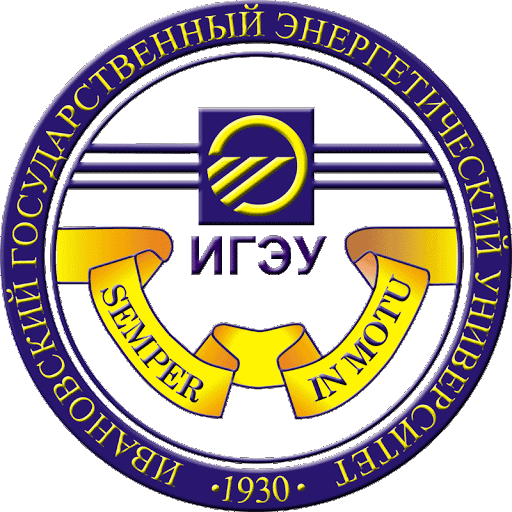 ИВАНОВСКИЙ ГОСУДАРСТВЕННЫЙ ЭНЕРГЕТИЧЕСКИЙ УНИВЕРСИТЕТ
ИГЭУ
SEMPER IN MOTU
·1930·